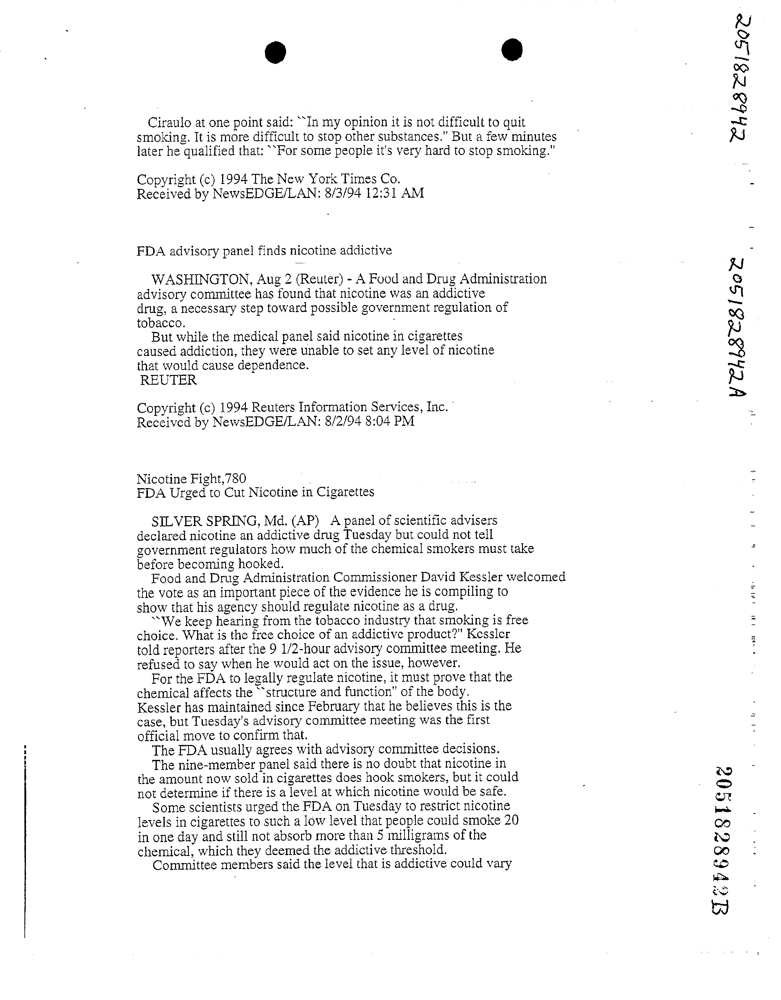 Ciraulo at one point said: ``In my opinion it is not difficult to quit
smoking. It is more difficult to stop other substances." But a few minutes
later he qualified that: ``For some people it's very hard to stop smoking."
Copyright (c) 1994 The New York Times Co.
Received by NewsEDGE/LAN: 8/3/94 12:31 AM
FDA advisory panel finds nicotine addictive
WASHINGTON, Aug 2 (Reuter) - A Food and Drug Administration
advisory committee has found that nicotine was an addictive
drug, a necessary step toward possible government regulation of
tobacco.
But while the medical panel said nicotine in cigarettes
caused addiction, they were unable to set any level of nicotine
that would cause dependence.
REUTER
Copyright (c) 1994 Reuters Information Services, Inc.
Received by NewsEDGE/LAN: 8/2/94 8:04 PM
Nicotine Fight,780
FDA Urged to Cut Nicotine in Cigarettes
SILVER SPRING, Md. (AP) A panel of scientific advisers
declared nicotine an addictive drug Tuesday but could not tell
government regulators how much of the chemical smokers must take
before becoming hooked.
Food and Drug Administration Commissioner David Kessler welcomed
the vote as an important piece of the evidence he is compiling to
show that his agency should regulate nicotine as a drug.
``We keep hearing from the tobacco industry that smoking is free
choice. What is the free choice of an addictive product?" Kessler
told reporters after the 9 1/2-hour advisory committee meeting. He
refused to say when he would act on the issue, however.
For the FDA to legally regulate nicotine, it must prove that the
chemical affects the ``structure and function" of the body.
Kessler has maintained since February that he believes this is the
case, but Tuesday's advisory committee meeting was the first
official move to confirm that.
The FDA usually agrees with advisory committee decisions.
The nine-member panel said there is no doubt that nicotine in
the amount now sold in cigarettes does hook smokers, but it could
not determine if there is a level at which nicotine would be safe.
Some scientists urged the FDA on Tuesday to restrict nicotine
levels in cigarettes to such a low level that people could smoke 20
in one day and still not absorb more than 5 milligrams of the
chemical, which they deemed the addictive threshold.
Committee members said the level that is addictive could vary
2051828942
2051828942A
2051828942B